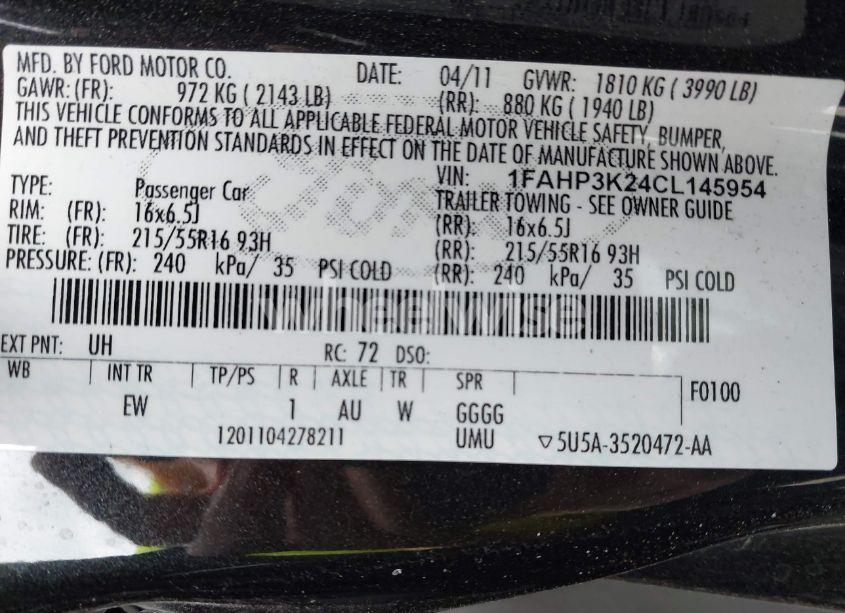 MFD. BY FORD MOTOR CO. DATE: 04/11 GVWR: 1810 KG ( 3990 LB)
GAWR: (FR): 972 KG ( 2143 LB) (RR): 880 KG ( 1940 LB)
THIS VEHICLE CONFORMS TO ALL APPLICABLE FEDERAL MOTOR VEHICLE SAFETY, BUMPER,
AND THEFT PREVENTION STANDARDS IN EFFECT ON THE DATE OF MANUFACTURE SHOWN ABOVE.
VIN: 1FAHP3K24CL145954
TYPE: Passenger Car TRAILER TOWING - SEE OWNER GUIDE
RIM: (FR): 16x6.5J (RR): 16x6.5J
TIRE: (FR): 215/55R16 93H (RR): 215/55R16 93H
PRESSURE: (FR): 240 kPa/ 35 PSI COLD (RR): 240 kPa/ 35 PSI COLD
wheelwise
EXT PNT: UH RC: 72 DSO:
WB INT TR TP/PS R AXLE TR SPR F0100
EW 1 AU W GGGG
1201104278211 UMU ▽5U5A-3520472-AA